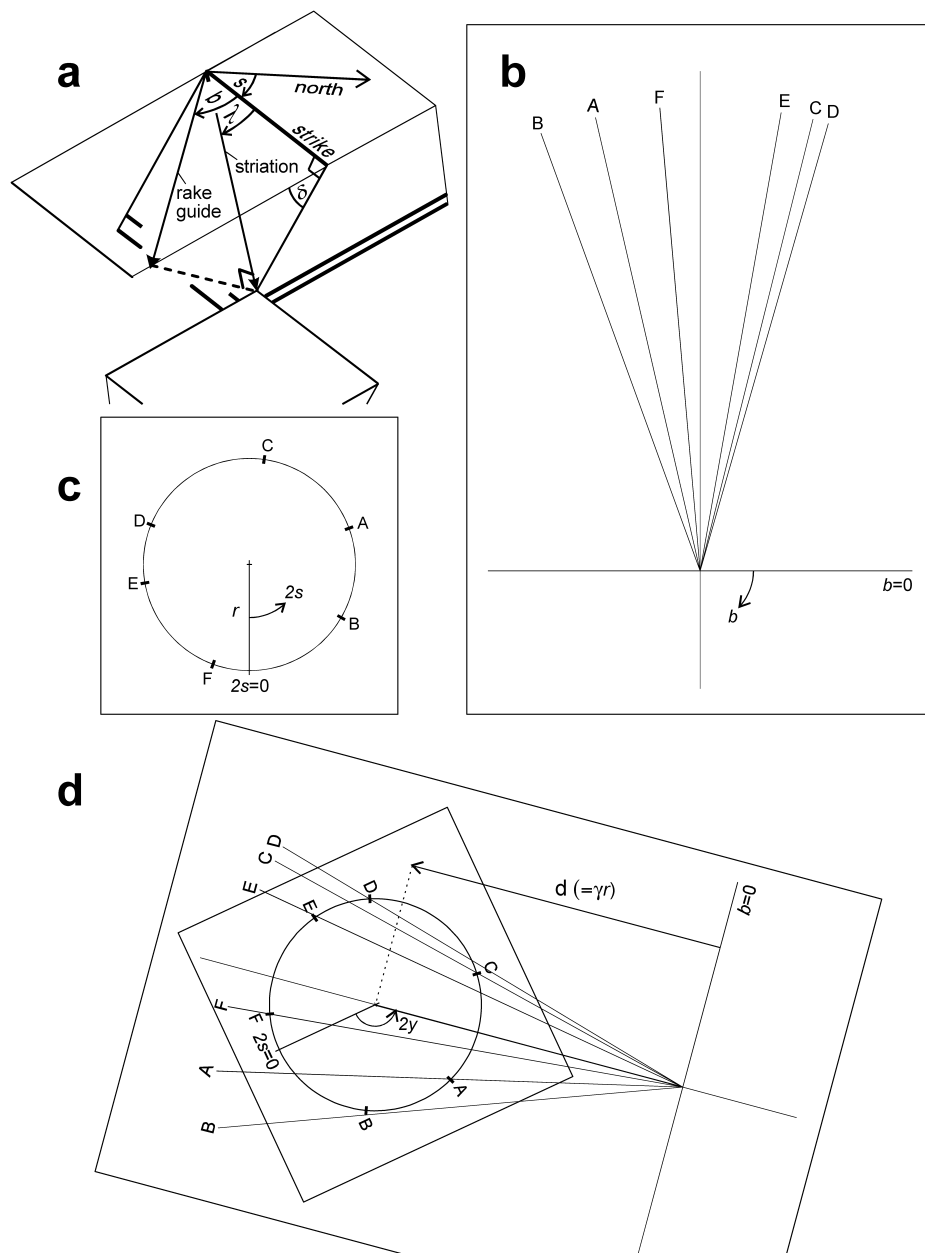 a
s
north
b
λ
strike
striation
rake
guide
δ
b
B
A
F
E
C
D
b=0
b
c
C
D
A
E
2s
r
B
F
2s=0
d
D
C
E
D
E
d (=γr)
b=0
C
F
F
2y
2s=0
A
A
B
B